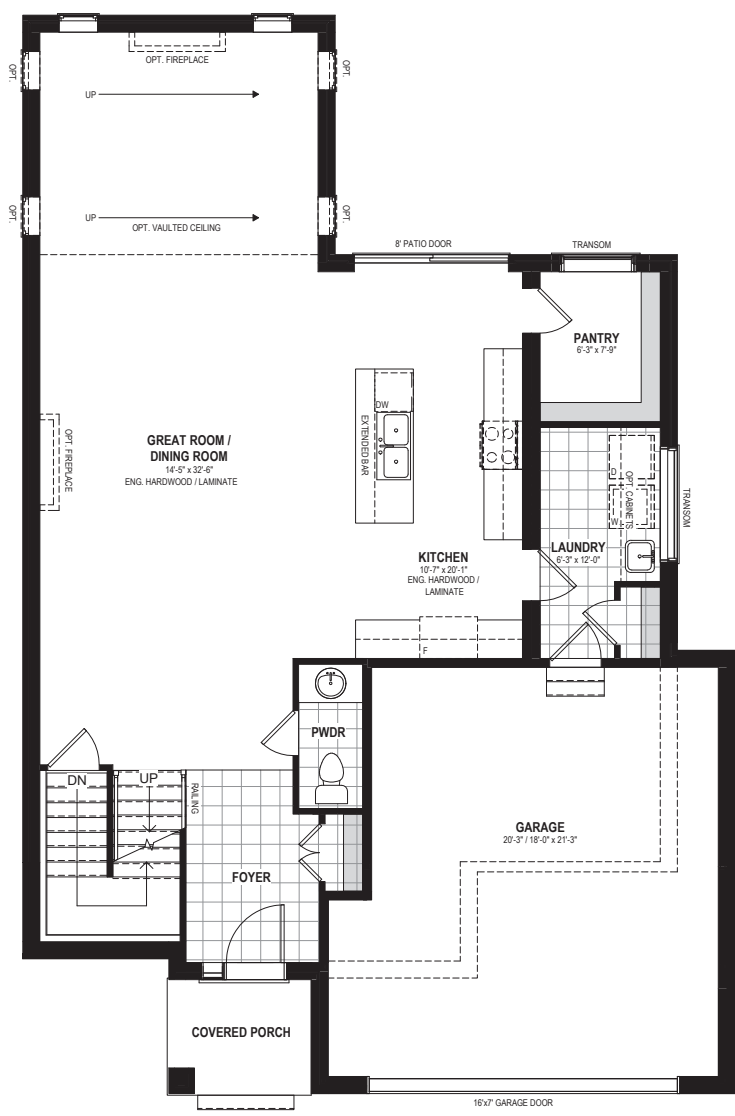 OPT. FIREPLACE
OPT.
OPT.
UP
UP
OPT.
OPT.
OPT. VAULTED CEILING
8' PATIO DOOR
TRANSOM
PANTRY
6'-3" x 7'-9"
DW
EXTENDED BAR
GREAT ROOM /
DINING ROOM
14'-5" x 32'-6"
ENG. HARDWOOD / LAMINATE
OPT. FIREPLACE
D
OPT. CABINETS
W
TRANSOM
LAUNDRY
6'-3" x 12'-0"
KITCHEN
10'-7" x 20'-1"
ENG. HARDWOOD /
LAMINATE
F
PWDR
DN
UP
RAILING
GARAGE
20'-3" / 18'-0" x 21'-3"
FOYER
COVERED PORCH
16'x7' GARAGE DOOR